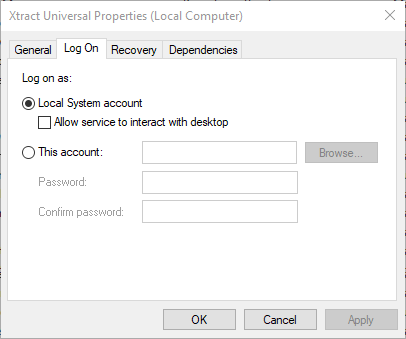 Xtract Universal Properties (Local Computer)
General Log On Recovery Dependencies
Log on as:
Local System account
Allow service to interact with desktop
This account: Browse...
Password:
Confirm password:
OK Cancel Apply